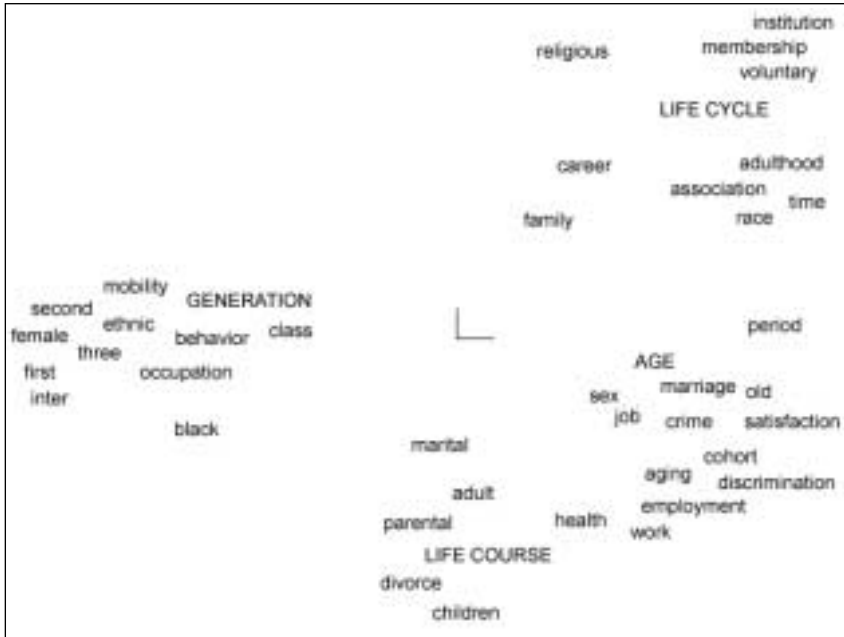 institution
religious
membership
voluntary
LIFE CYCLE
career
adulthood
association
time
family
race
mobility
GENERATION
second
ethnic
female
behavior
class
three
first
occupation
inter
black
period
AGE
marriage
old
sex
job
crime
satisfaction
marital
cohort
aging
discrimination
adult
employment
parental
health
work
LIFE COURSE
divorce
children